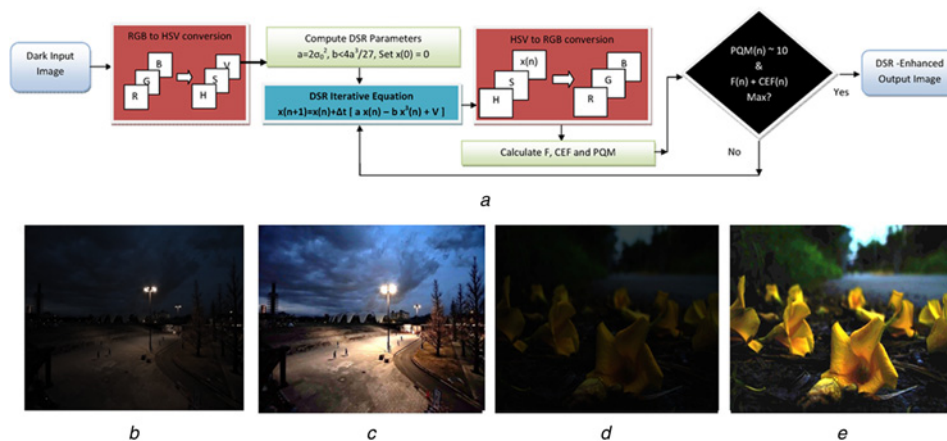 Dark Input
Image
RGB to HSV conversion
B
G
R
V
S
H
Compute DSR Parameters
a=2σ₀², b<4a³/27, Set x(0) = 0
DSR Iterative Equation
x(n+1)=x(n)+Δt [ a x(n) – b x³(n) + V ]
HSV to RGB conversion
x(n)
S
H
B
G
R
Calculate F, CEF and PQM
PQM(n) ~ 10
&
F(n) + CEF(n)
Max?
Yes
No
DSR -Enhanced
Output Image
a
b
c
d
e